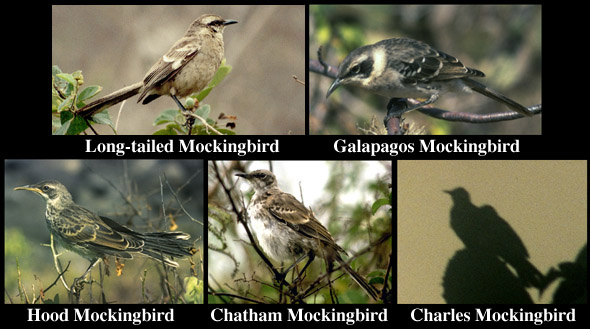 Long-tailed Mockingbird
Galapagos Mockingbird
Hood Mockingbird
Chatham Mockingbird
Charles Mockingbird